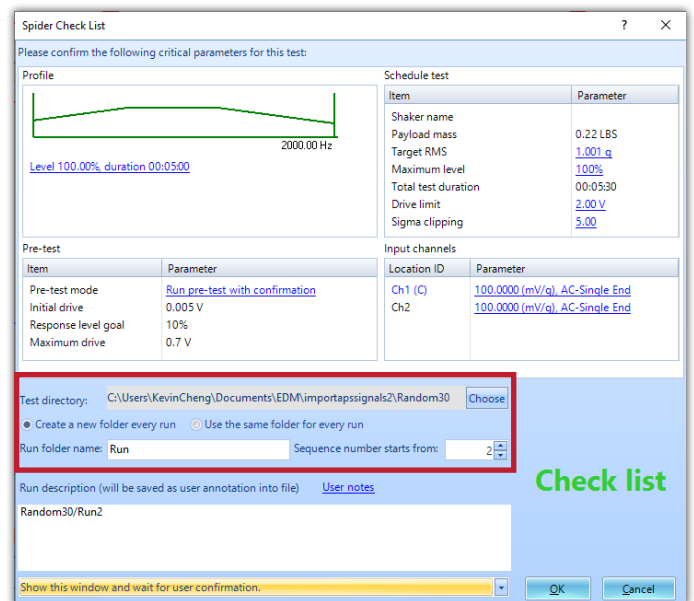 Spider Check List ? ×
Please confirm the following critical parameters for this test:
Profile
2000.00 Hz
Level 100.00%, duration 00:05:00
Schedule test
Item Parameter
Shaker name
Payload mass 0.22 LBS
Target RMS 1.001 g
Maximum level 100%
Total test duration 00:05:30
Drive limit 2.00 V
Sigma clipping 5.00
Pre-test
Item Parameter
Pre-test mode Run pre-test with confirmation
Initial drive 0.005 V
Response level goal 10%
Maximum drive 0.7 V
Input channels
Location ID Parameter
Ch1 (C) 100.0000 (mV/g), AC-Single End
Ch2 100.0000 (mV/g), AC-Single End
Test directory: C:\Users\KevinCheng\Documents\EDM\importapssignals2\Random30 Choose
Create a new folder every run Use the same folder for every run
Run folder name: Run Sequence number starts from: 2
Check list
Run description (will be saved as user annotation into file) User notes
Random30/Run2
Show this window and wait for user confirmation.
OK Cancel